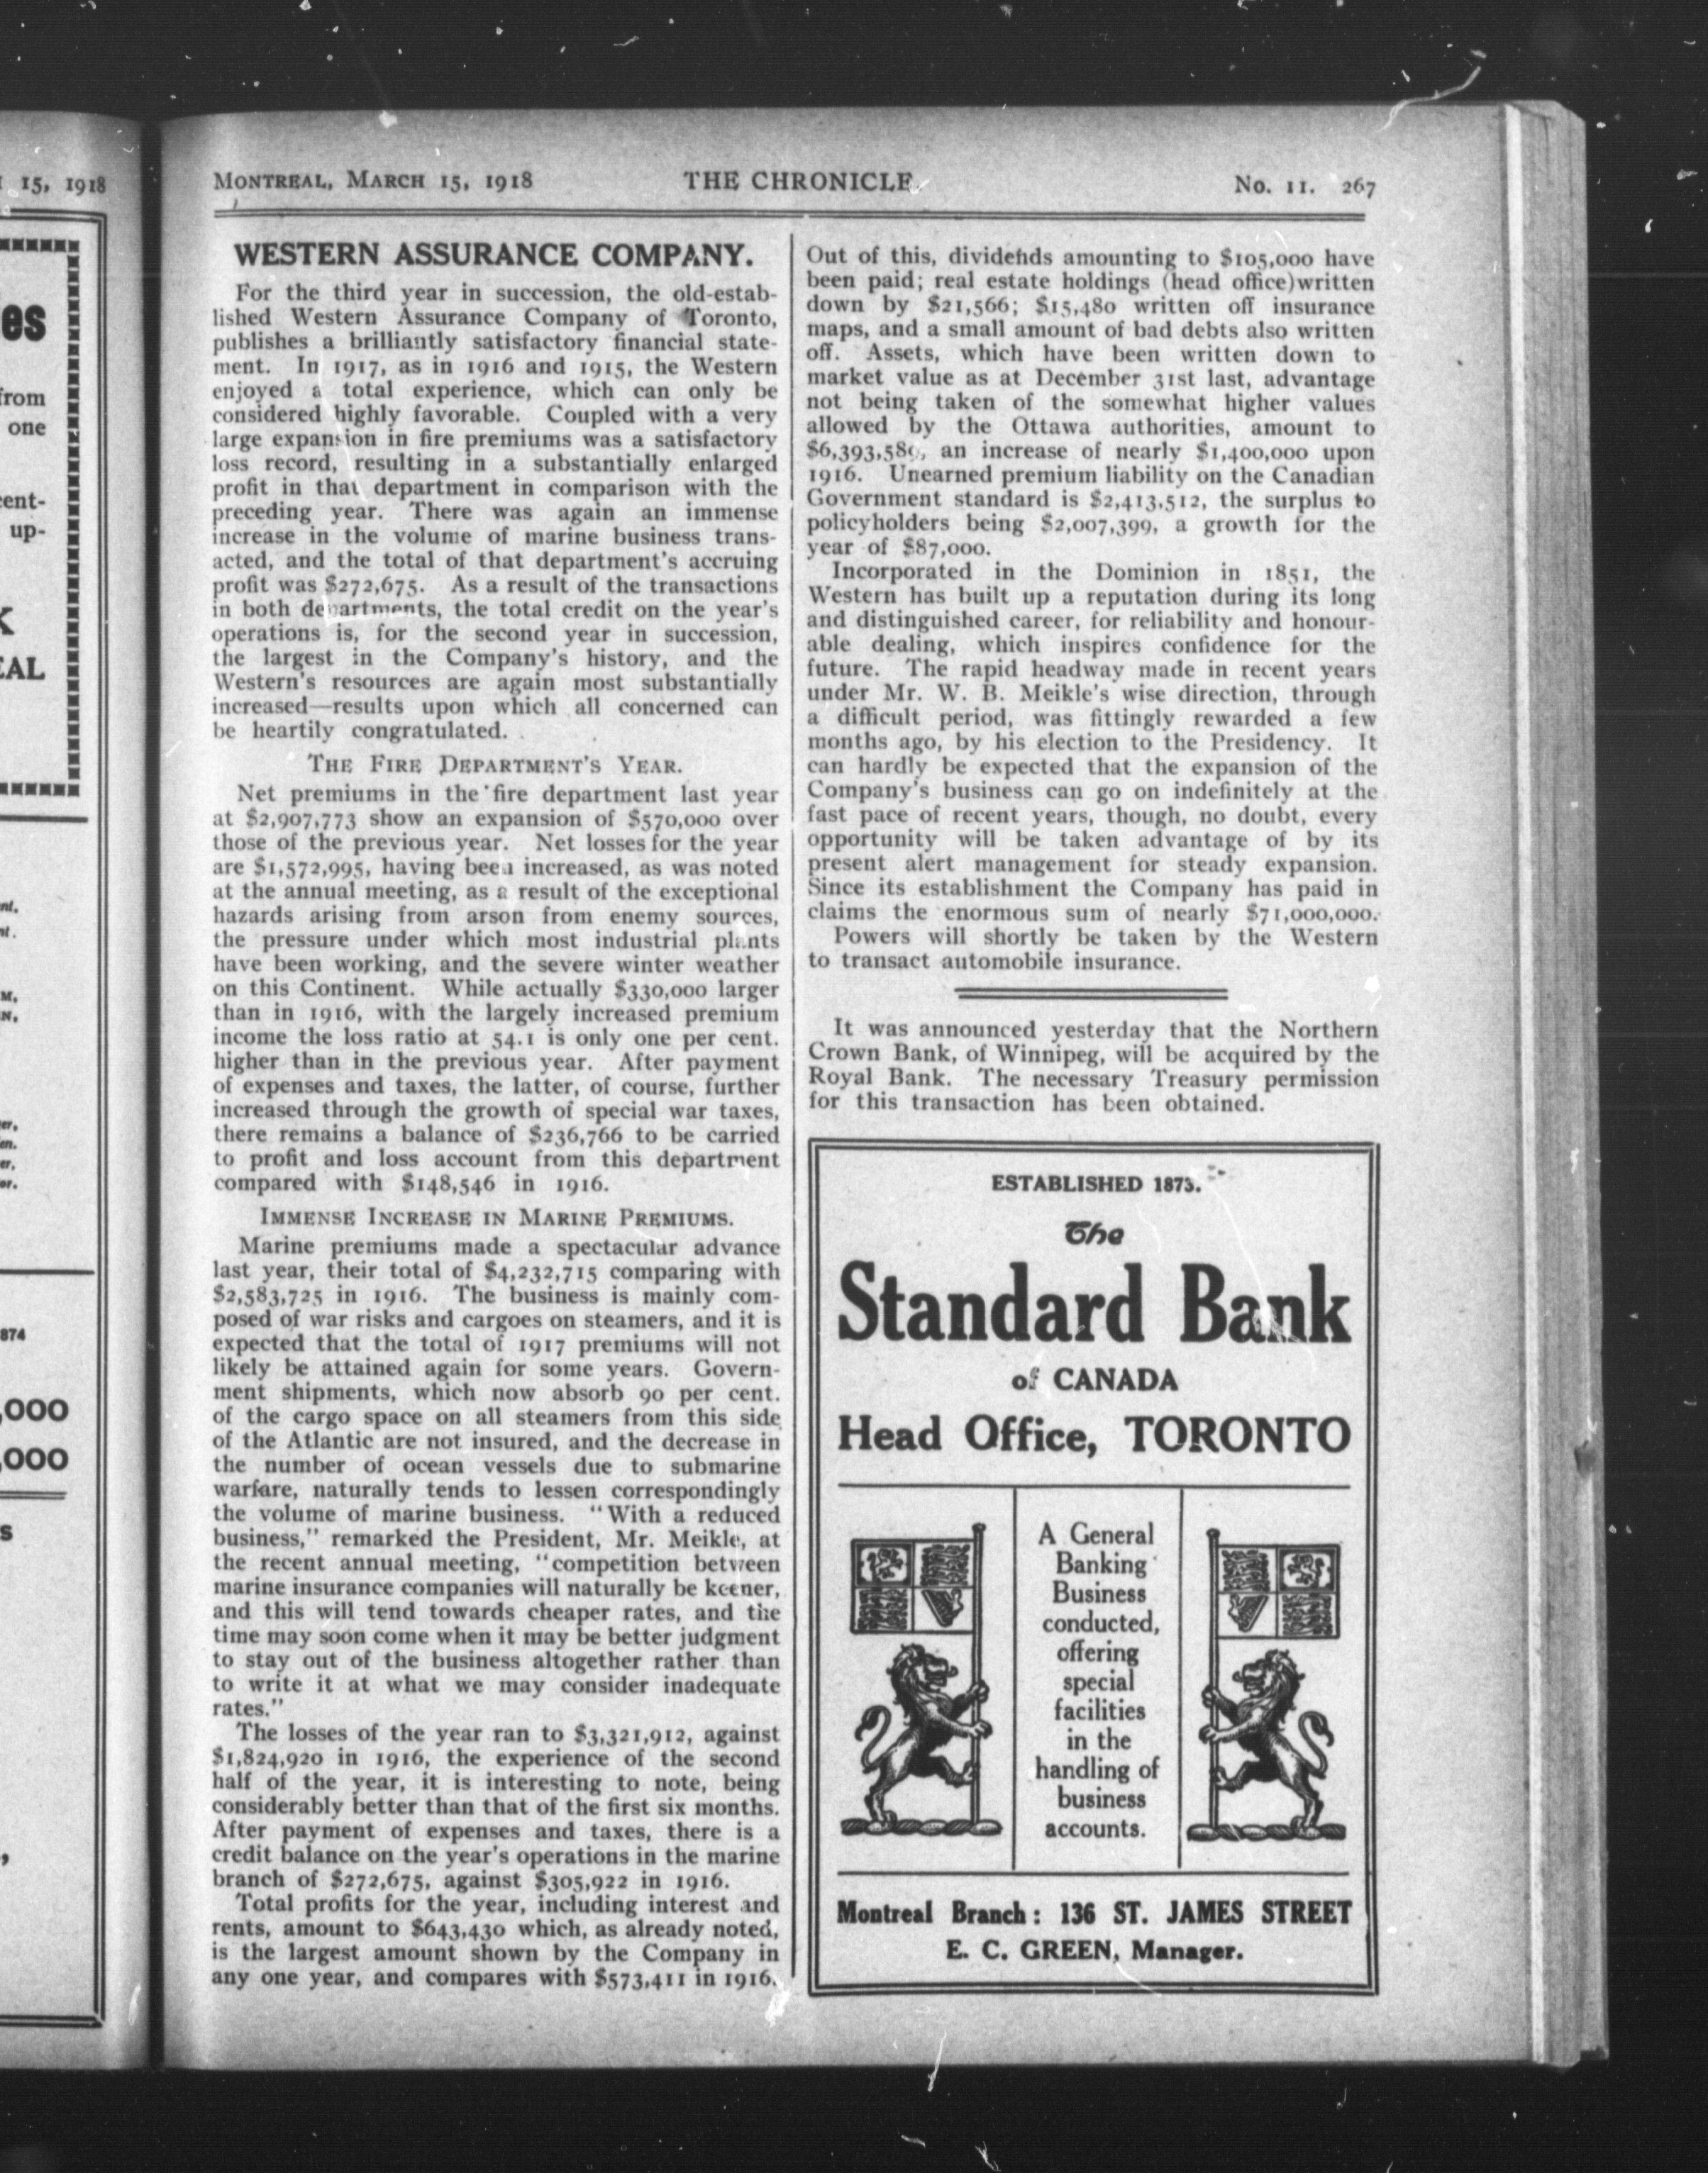 15, 1918
es
from
one
cent-
up-
K
EAL
nt.
nt.
M,
N,
er,
en.
er,
or.
874
,000
,000
s
MONTREAL, MARCH 15, 1918 THE CHRONICLE. No. 11. 267
WESTERN ASSURANCE COMPANY.
For the third year in succession, the old-estab-
lished Western Assurance Company of Toronto,
publishes a brilliantly satisfactory financial state-
ment. In 1917, as in 1916 and 1915, the Western
enjoyed a total experience, which can only be
considered highly favorable. Coupled with a very
large expansion in fire premiums was a satisfactory
loss record, resulting in a substantially enlarged
profit in that department in comparison with the
preceding year. There was again an immense
increase in the volume of marine business trans-
acted, and the total of that department's accruing
profit was $272,675. As a result of the transactions
in both departments, the total credit on the year's
operations is, for the second year in succession,
the largest in the Company's history, and the
Western's resources are again most substantially
increased—results upon which all concerned can
be heartily congratulated.
THE FIRE DEPARTMENT'S YEAR.
Net premiums in the fire department last year
at $2,907,773 show an expansion of $570,000 over
those of the previous year. Net losses for the year
are $1,572,995, having been increased, as was noted
at the annual meeting, as a result of the exceptional
hazards arising from arson from enemy sources,
the pressure under which most industrial plants
have been working, and the severe winter weather
on this Continent. While actually $330,000 larger
than in 1916, with the largely increased premium
income the loss ratio at 54.1 is only one per cent.
higher than in the previous year. After payment
of expenses and taxes, the latter, of course, further
increased through the growth of special war taxes,
there remains a balance of $236,766 to be carried
to profit and loss account from this department
compared with $148,546 in 1916.
IMMENSE INCREASE IN MARINE PREMIUMS.
Marine premiums made a spectacular advance
last year, their total of $4,232,715 comparing with
$2,583,725 in 1916. The business is mainly com-
posed of war risks and cargoes on steamers, and it is
expected that the total of 1917 premiums will not
likely be attained again for some years. Govern-
ment shipments, which now absorb 90 per cent.
of the cargo space on all steamers from this side
of the Atlantic are not insured, and the decrease in
the number of ocean vessels due to submarine
warfare, naturally tends to lessen correspondingly
the volume of marine business. "With a reduced
business," remarked the President, Mr. Meikle, at
the recent annual meeting, "competition between
marine insurance companies will naturally be keener,
and this will tend towards cheaper rates, and the
time may soon come when it may be better judgment
to stay out of the business altogether rather than
to write it at what we may consider inadequate
rates."
The losses of the year ran to $3,321,912, against
$1,824,920 in 1916, the experience of the second
half of the year, it is interesting to note, being
considerably better than that of the first six months.
After payment of expenses and taxes, there is a
credit balance on the year's operations in the marine
branch of $272,675, against $305,922 in 1916.
Total profits for the year, including interest and
rents, amount to $643,430 which, as already noted,
is the largest amount shown by the Company in
any one year, and compares with $573,411 in 1916.
Out of this, dividends amounting to $105,000 have
been paid; real estate holdings (head office)written
down by $21,566; $15,480 written off insurance
maps, and a small amount of bad debts also written
off. Assets, which have been written down to
market value as at December 31st last, advantage
not being taken of the somewhat higher values
allowed by the Ottawa authorities, amount to
an increase of nearly $1,400,000 upon
1916. Unearned premium liability on the Canadian
Government standard is $2,413,512, the surplus to
policyholders being $2,007,399, a growth for the
year of $87,000.
Incorporated in the Dominion in 1851, the
Western has built up a reputation during its long
and distinguished career, for reliability and honour-
able dealing, which inspires confidence for the
future. The rapid headway made in recent years
under Mr. W. B. Meikle's wise direction, through
a difficult period, was fittingly rewarded a few
months ago, by his election to the Presidency. It
can hardly be expected that the expansion of the
Company's business can go on indefinitely at the
fast pace of recent years, though, no doubt, every
opportunity will be taken advantage of by its
present alert management for steady expansion.
Since its establishment the Company has paid in
claims the enormous sum of nearly $71,000,000.
Powers will shortly be taken by the Western
to transact automobile insurance.
It was announced yesterday that the Northern
Crown Bank, of Winnipeg, will be acquired by the
Royal Bank. The necessary Treasury permission
for this transaction has been obtained.
ESTABLISHED 1873.
The
Standard Bank
of CANADA
Head Office, TORONTO
A General
Banking
Business
conducted,
offering
special
facilities
in the
handling of
business
accounts.
Montreal Branch: 136 ST. JAMES STREET
E. C. GREEN, Manager.